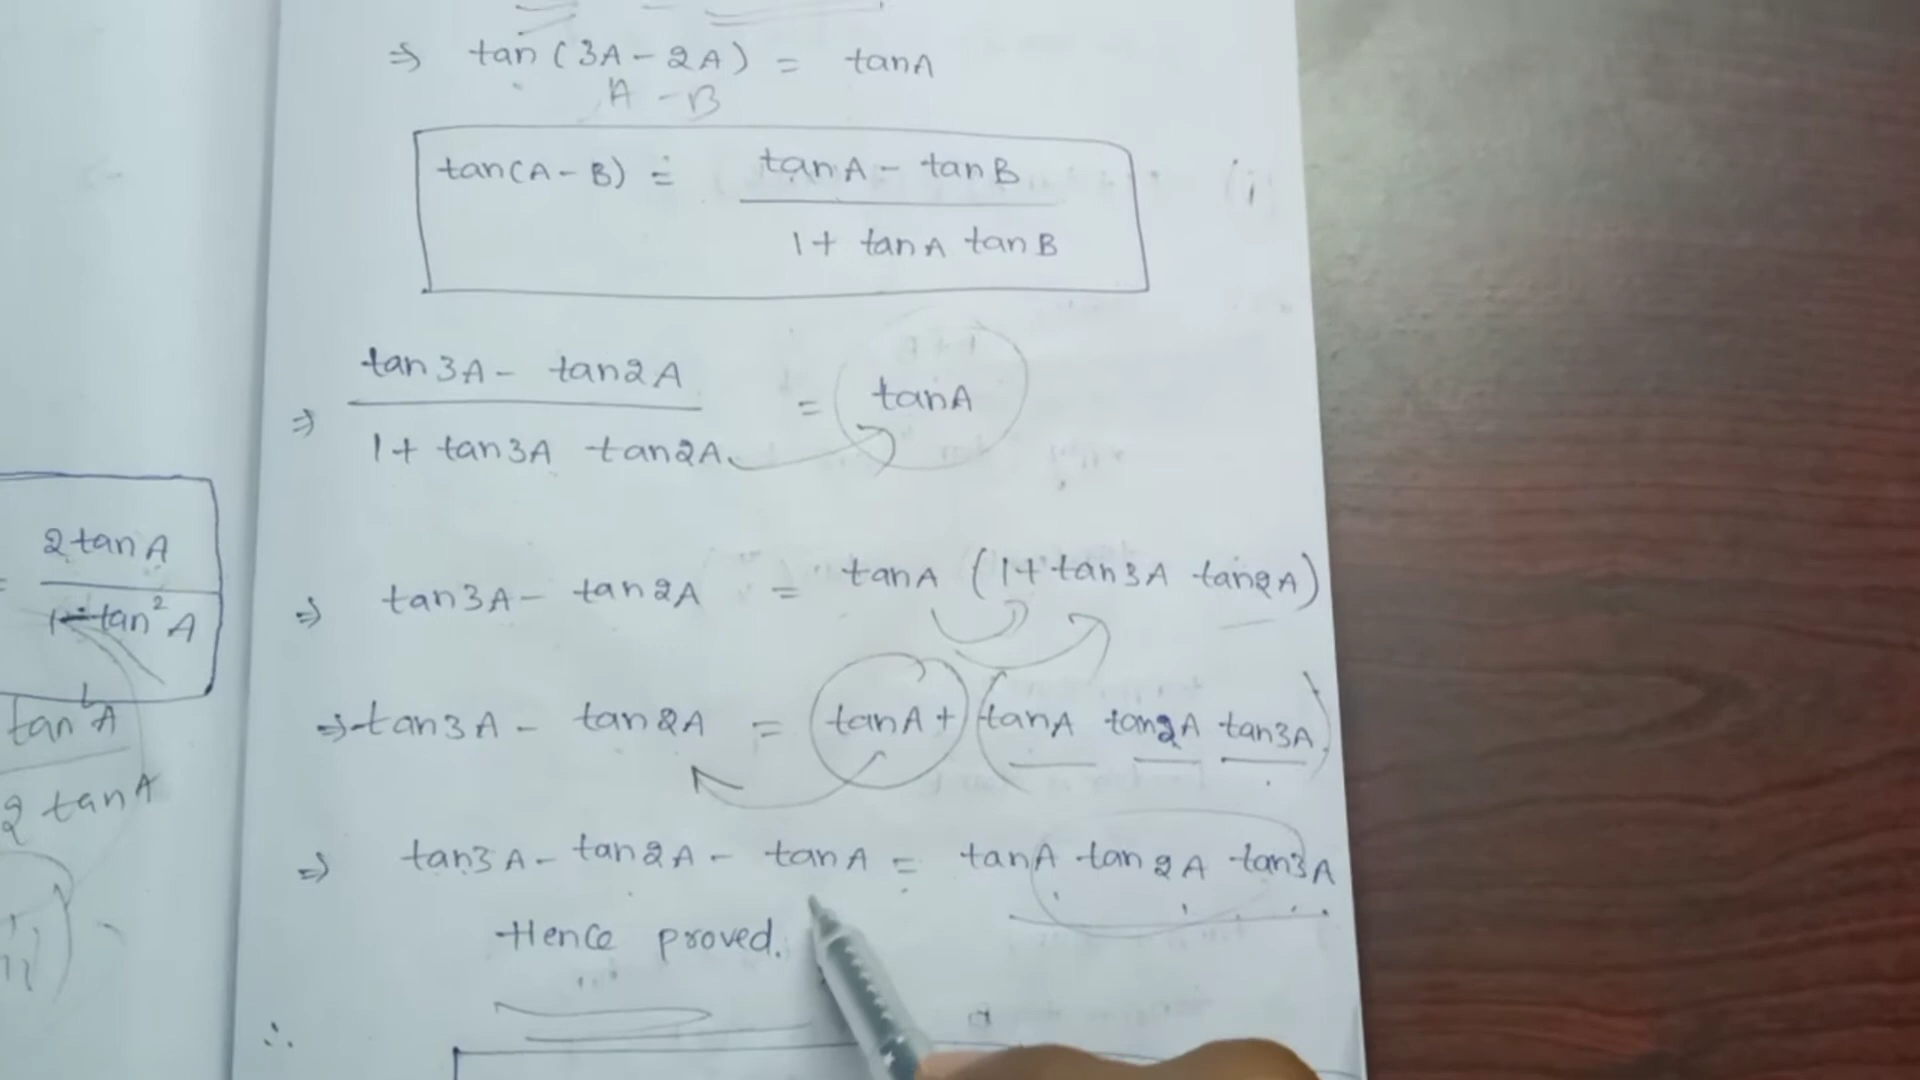 ⇒ tan (3A - 2A) = tanA
A - B
tan(A - B) = tanA - tanB
1 + tanA tanB
⇒ tan3A - tan2A = tanA
1 + tan3A tan2A
⇒ tan3A - tan2A = tanA (1 + tan3A tan2A)
⇒ tan3A - tan2A = tanA + (tanA tan2A tan3A)
⇒ tan3A - tan2A - tanA = tanA tan2A tan3A
Hence proved.
∴
= 2 tanA
1 - tan² A
2 tanA